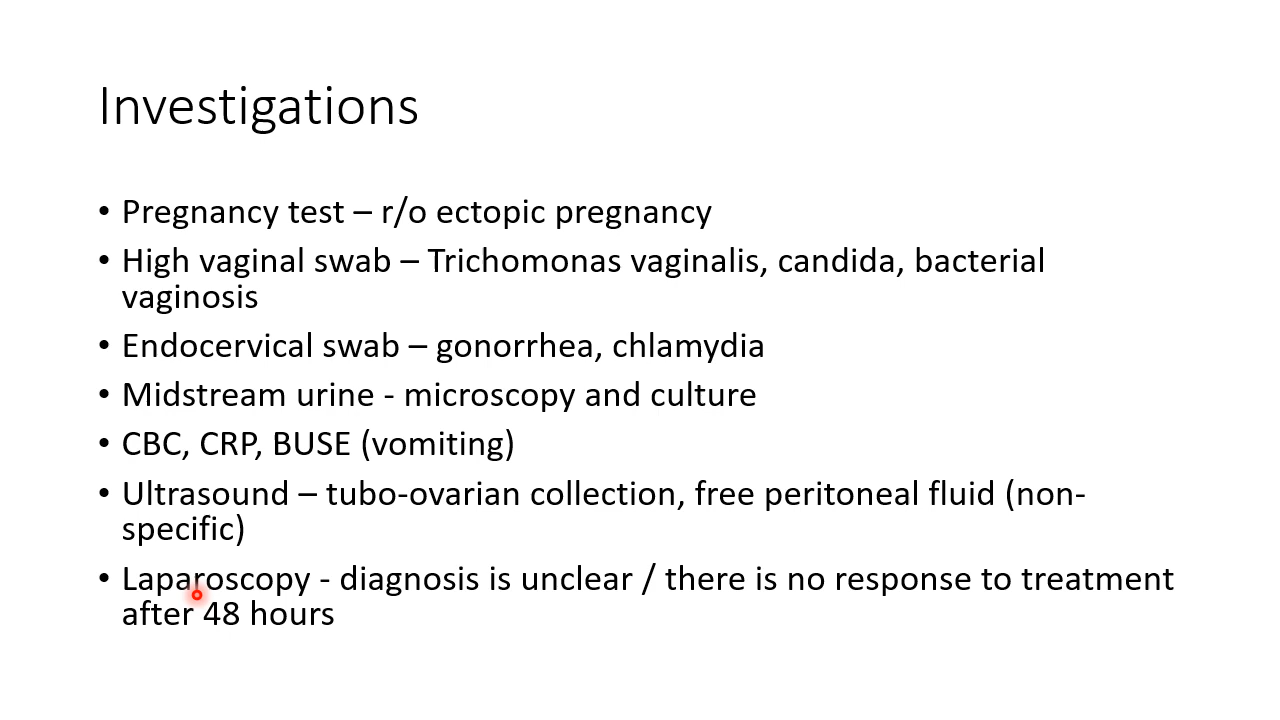 Investigations
• Pregnancy test – r/o ectopic pregnancy
• High vaginal swab – Trichomonas vaginalis, candida, bacterial
vaginosis
• Endocervical swab – gonorrhea, chlamydia
• Midstream urine - microscopy and culture
• CBC, CRP, BUSE (vomiting)
• Ultrasound – tubo-ovarian collection, free peritoneal fluid (non-
specific)
• Laparoscopy - diagnosis is unclear / there is no response to treatment
after 48 hours